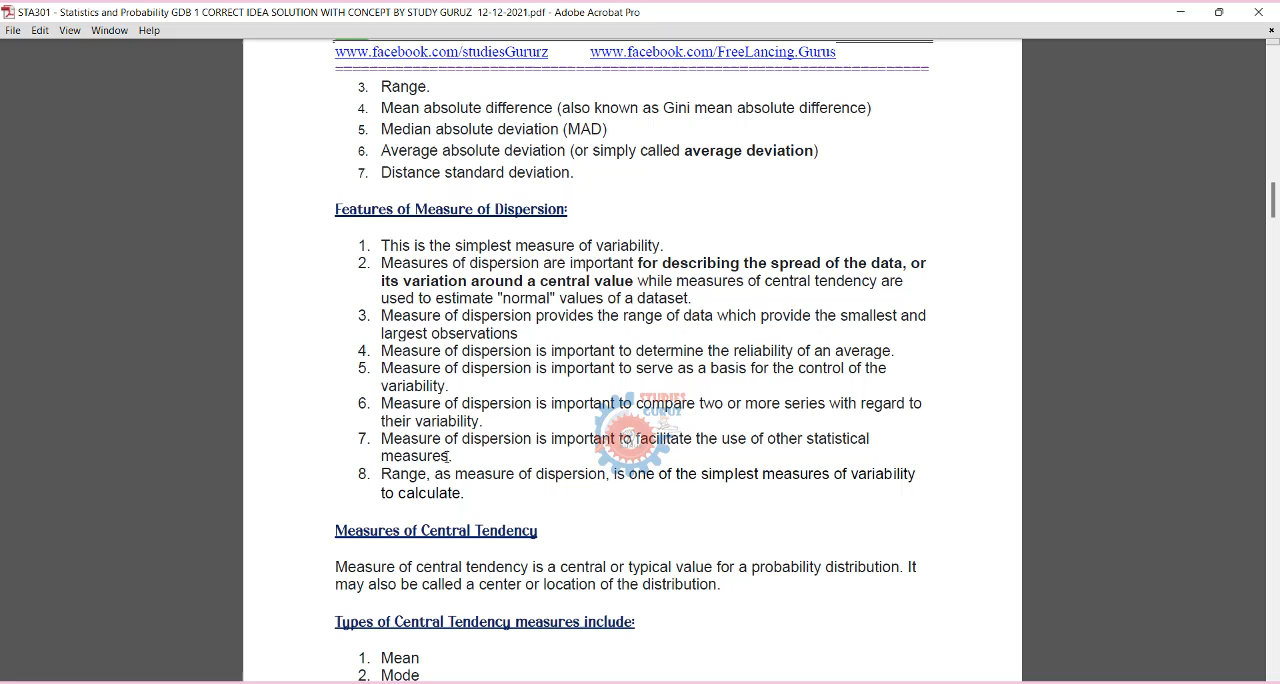 STA301 - Statistics and Probability GDB 1 CORRECT IDEA SOLUTION WITH CONCEPT BY STUDY GURUZ 12-12-2021.pdf - Adobe Acrobat Pro
File Edit View Window Help
www.facebook.com/studiesGururz www.facebook.com/FreeLancing.Gurus
3. Range.
4. Mean absolute difference (also known as Gini mean absolute difference)
5. Median absolute deviation (MAD)
6. Average absolute deviation (or simply called average deviation)
7. Distance standard deviation.
Features of Measure of Dispersion:
1. This is the simplest measure of variability.
2. Measures of dispersion are important for describing the spread of the data, or
its variation around a central value while measures of central tendency are
used to estimate "normal" values of a dataset.
3. Measure of dispersion provides the range of data which provide the smallest and
largest observations
4. Measure of dispersion is important to determine the reliability of an average.
5. Measure of dispersion is important to serve as a basis for the control of the
variability.
6. Measure of dispersion is important to compare two or more series with regard to
their variability.
7. Measure of dispersion is important to facilitate the use of other statistical
measures.
8. Range, as measure of dispersion, is one of the simplest measures of variability
to calculate.
STUDIES
GURUZ
Measures of Central Tendency
Measure of central tendency is a central or typical value for a probability distribution. It
may also be called a center or location of the distribution.
Types of Central Tendency measures include:
1. Mean
2. Mode